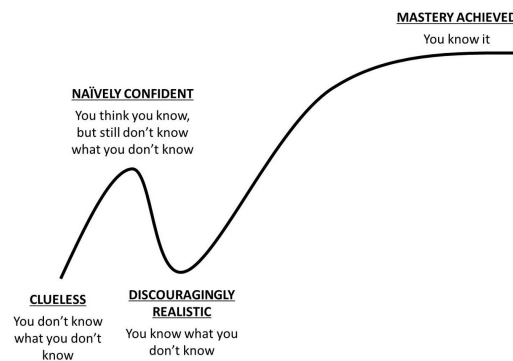 MASTERY ACHIEVED
You know it
NAÏVELY CONFIDENT
You think you know,
but still don't know
what you don't know
CLUELESS
You don't know
what you don't
know
DISCOURAGINGLY
REALISTIC
You know what you
don't know